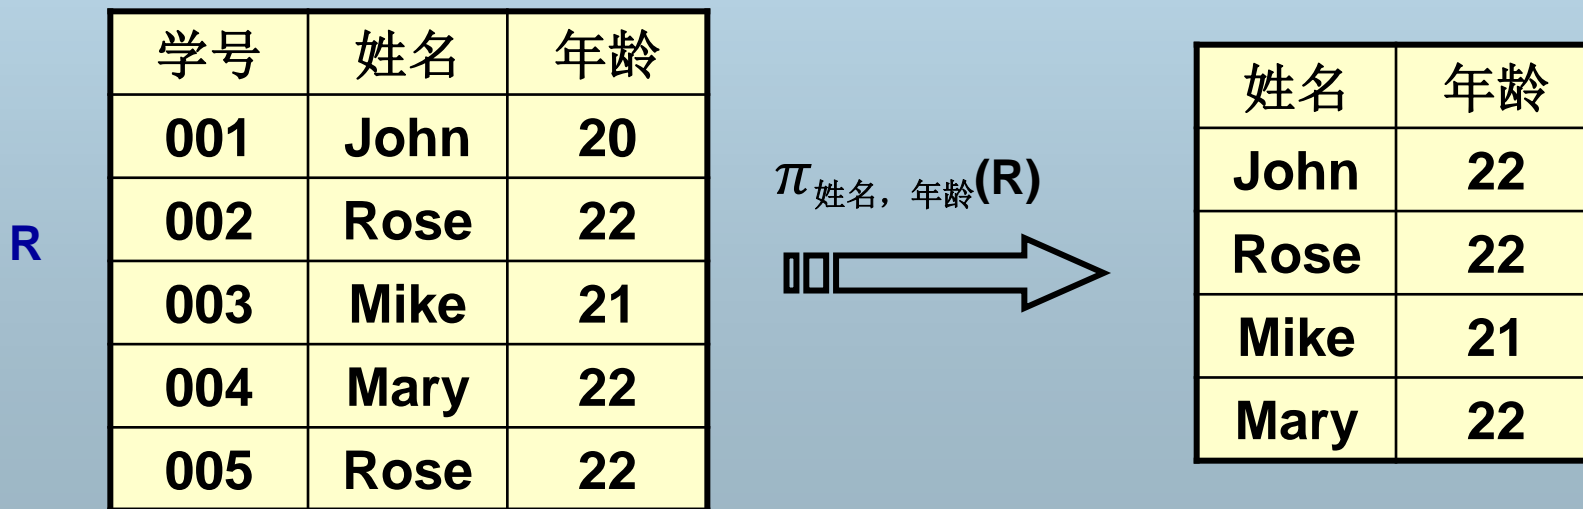 学号 姓名 年龄
001 John 20
002 Rose 22
003 Mike 21
004 Mary 22
005 Rose 22
R
π姓名，年龄(R)
姓名 年龄
John 22
Rose 22
Mike 21
Mary 22